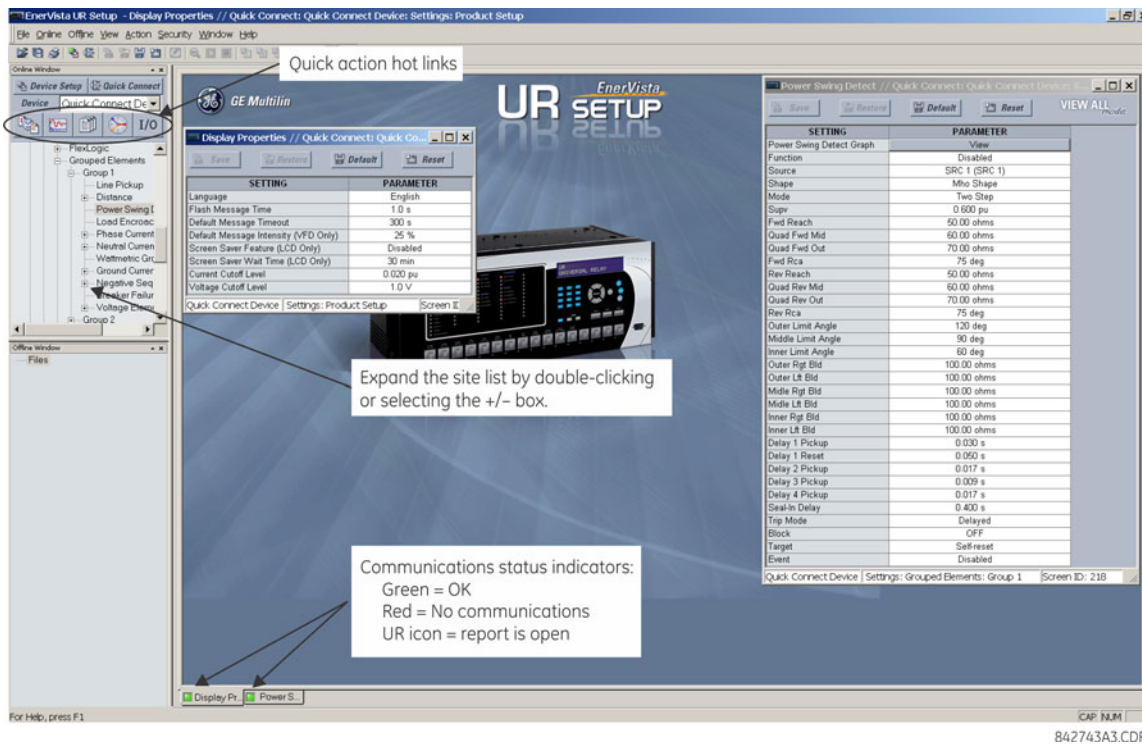 EnerVista UR Setup - Display Properties // Quick Connect: Quick Connect Device: Settings: Product Setup
File Online Offline View Action Security Window Help
Quick action hot links
Online Window
Device Setup Quick Connect
Device Quick Connect De
I/O
FlexLogic
Grouped Elements
Group 1
Line Pickup
Distance
Power Swing D
Load Encroac
Phase Current
Neutral Curren
Wattmetric Gro
Ground Currer
Negative Seq
Breaker Failur
Voltage Eleme
Group 2
Offline Window
Files
GE Multilin
EnerVista
UR SETUP
Display Properties // Quick Connect: Quick Co...
Save Restore Default Reset
SETTING PARAMETER
Language English
Flash Message Time 1.0 s
Default Message Timeout 300 s
Default Message Intensity (VFD Only) 25 %
Screen Saver Feature (LCD Only) Disabled
Screen Saver Wait Time (LCD Only) 30 min
Current Cutoff Level 0.020 pu
Voltage Cutoff Level 1.0 V
Quick Connect Device Settings: Product Setup Screen ID
UR
UNIVERSAL RELAY
Expand the site list by double-clicking
or selecting the +/– box.
Communications status indicators:
Green = OK
Red = No communications
UR icon = report is open
Power Swing Detect // Quick Connect: Quick Connect Device: S...
Save Restore Default Reset VIEW ALL mode
SETTING PARAMETER
Power Swing Detect Graph View
Function Disabled
Source SRC 1 (SRC 1)
Shape Mho Shape
Mode Two Step
Supv 0.600 pu
Fwd Reach 50.00 ohms
Quad Fwd Mid 60.00 ohms
Quad Fwd Out 70.00 ohms
Fwd Rca 75 deg
Rev Reach 50.00 ohms
Quad Rev Mid 60.00 ohms
Quad Rev Out 70.00 ohms
Rev Rca 75 deg
Outer Limit Angle 120 deg
Middle Limit Angle 90 deg
Inner Limit Angle 60 deg
Outer Rgt Bld 100.00 ohms
Outer Lft Bld 100.00 ohms
Midle Rgt Bld 100.00 ohms
Midle Lft Bld 100.00 ohms
Inner Rgt Bld 100.00 ohms
Inner Lft Bld 100.00 ohms
Delay 1 Pickup 0.030 s
Delay 1 Reset 0.050 s
Delay 2 Pickup 0.017 s
Delay 3 Pickup 0.009 s
Delay 4 Pickup 0.017 s
Seal-In Delay 0.400 s
Trip Mode Delayed
Block OFF
Target Self-reset
Event Disabled
Quick Connect Device Settings: Grouped Elements: Group 1 Screen ID: 218
Display Pr... Power S...
For Help, press F1
CAP NUM
842743A3.CDR